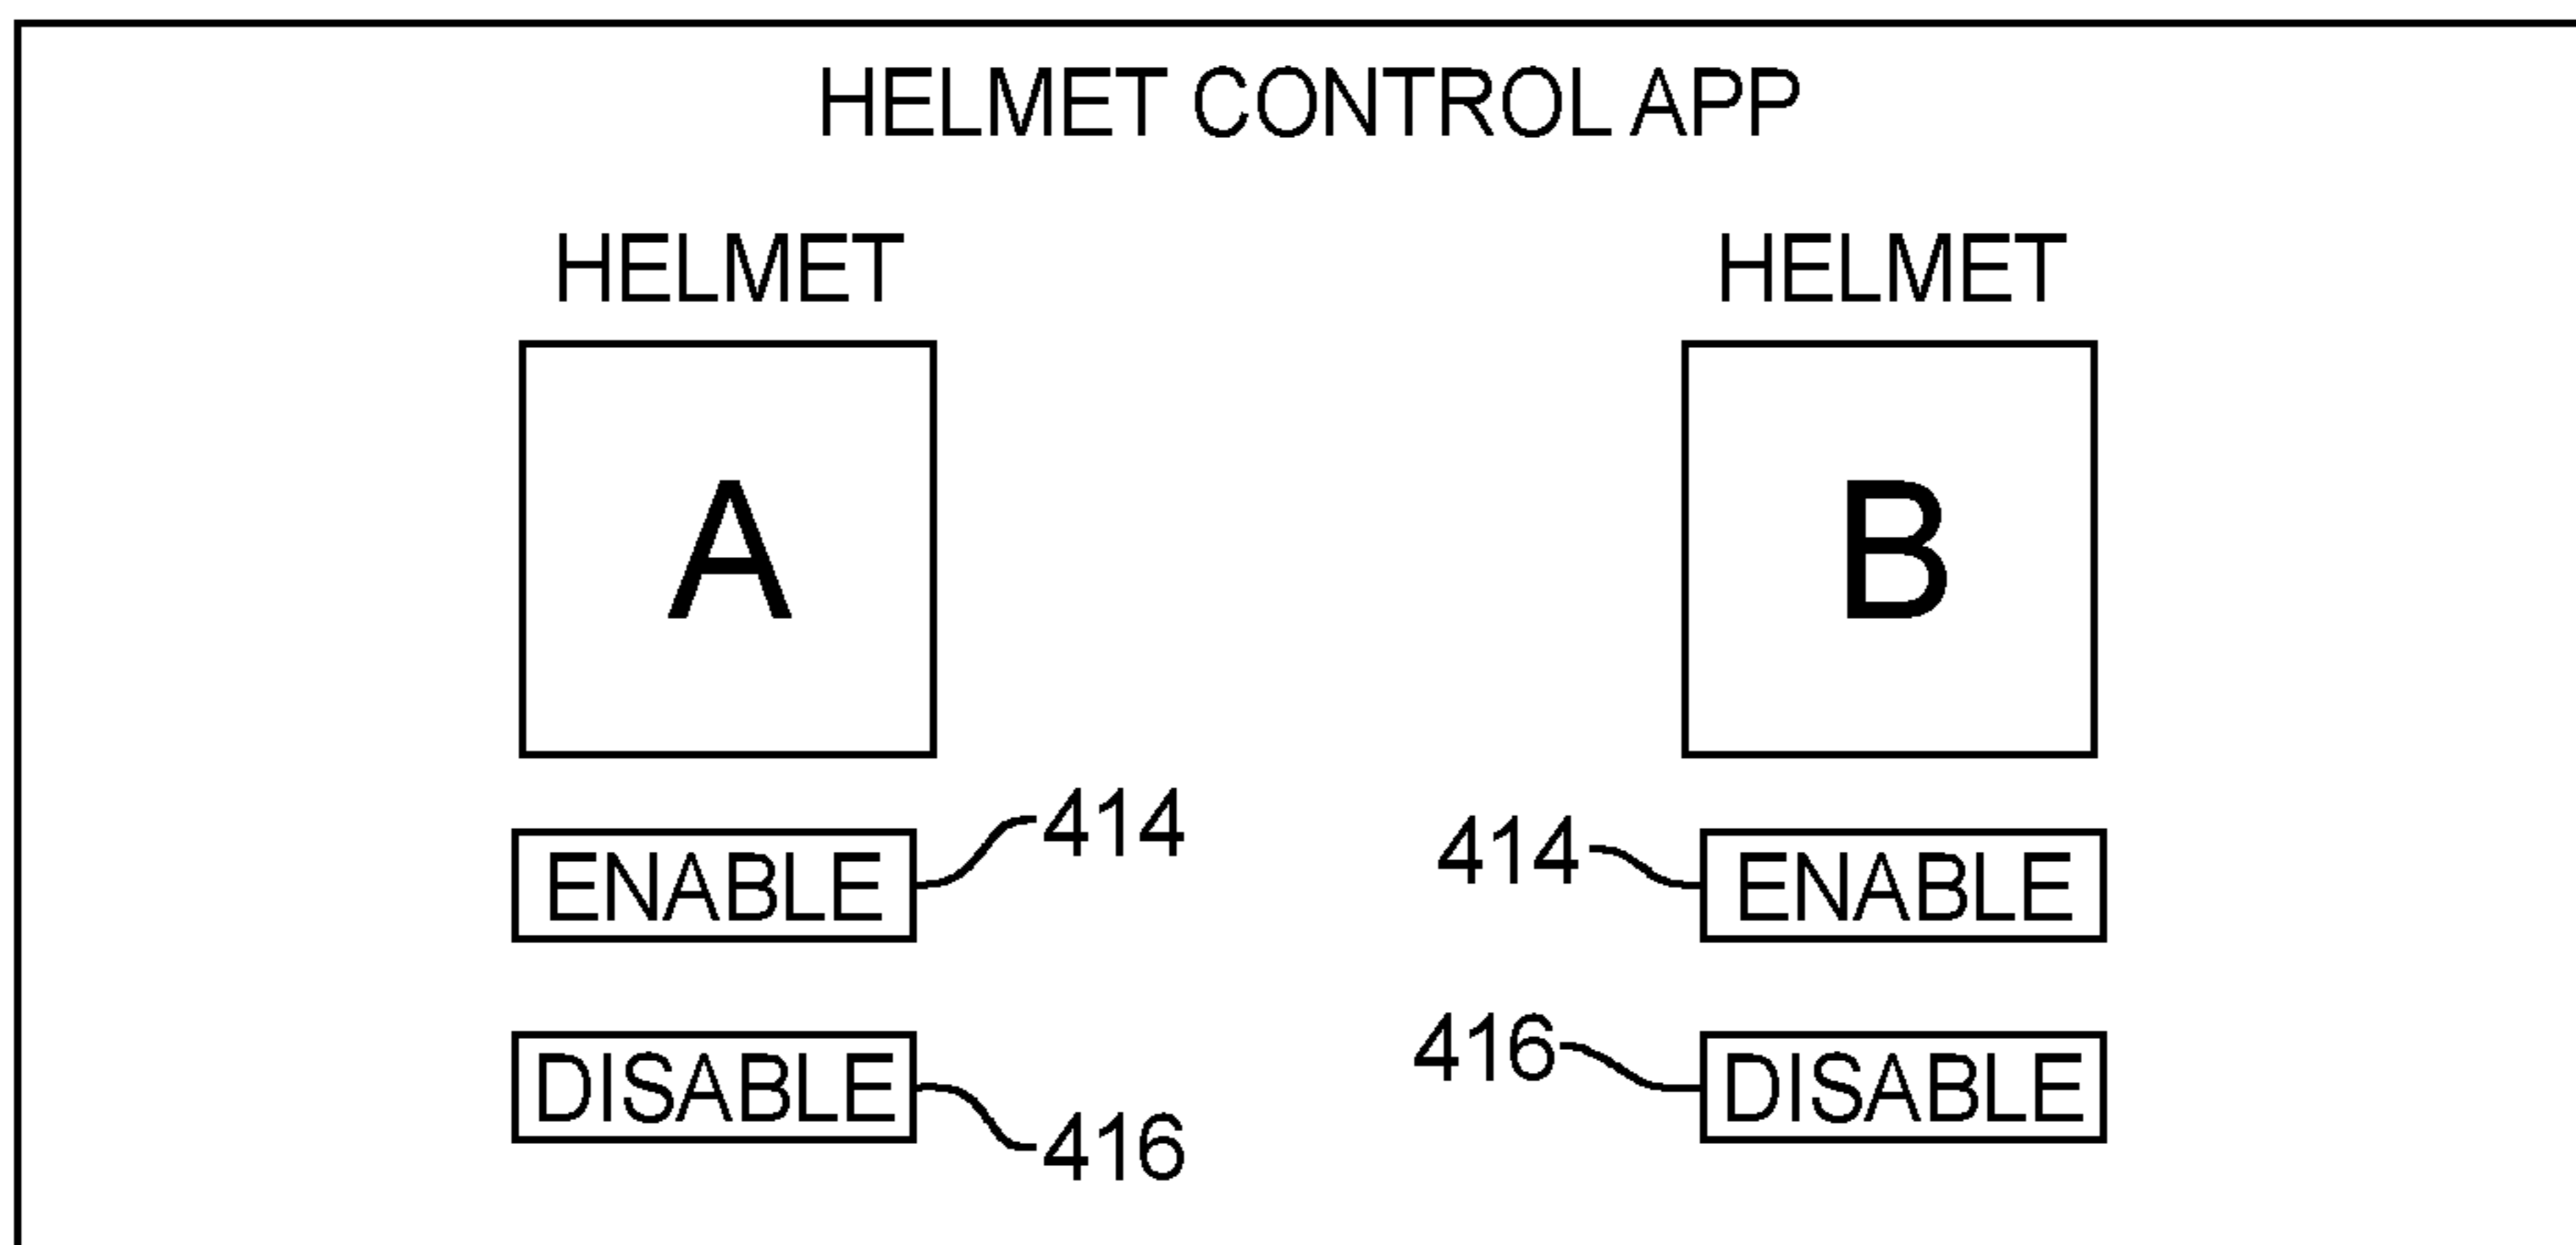 HELMET CONTROL APP
HELMET HELMET
A B
ENABLE 414 414 ENABLE
DISABLE 416 416 DISABLE